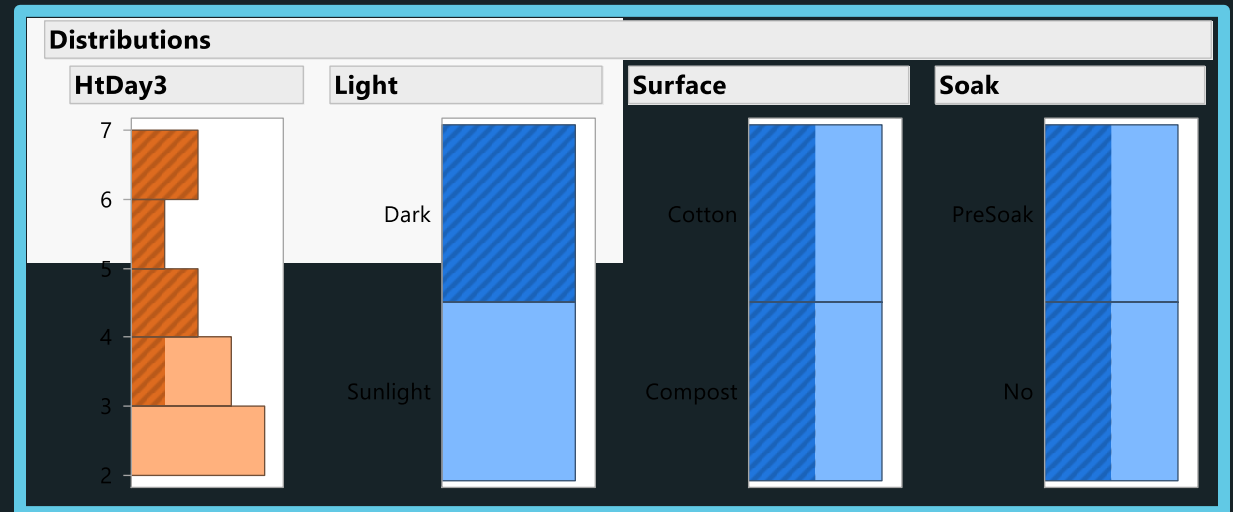 Distributions
HtDay3 Light Surface Soak
7
6
Dark Cotton PreSoak
5
4
Sunlight Compost No
3
2